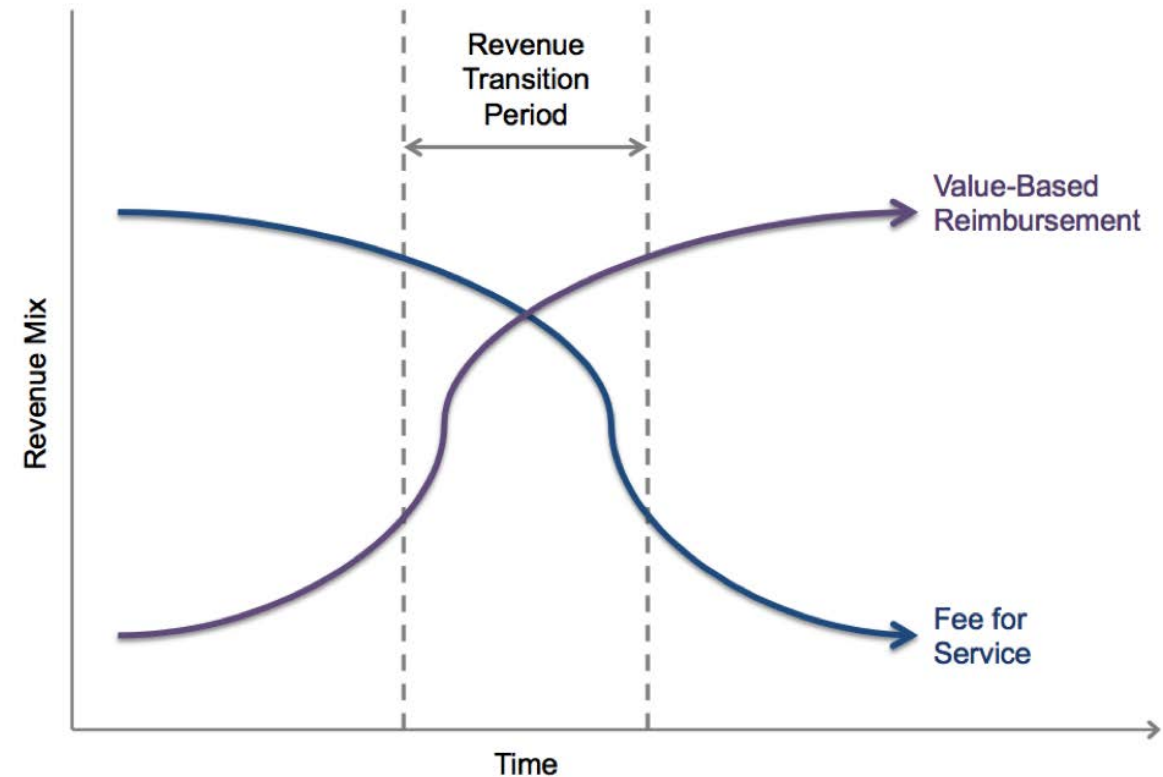 Revenue
Transition
Period
Value-Based
Reimbursement
Revenue Mix
Fee for
Service
Time